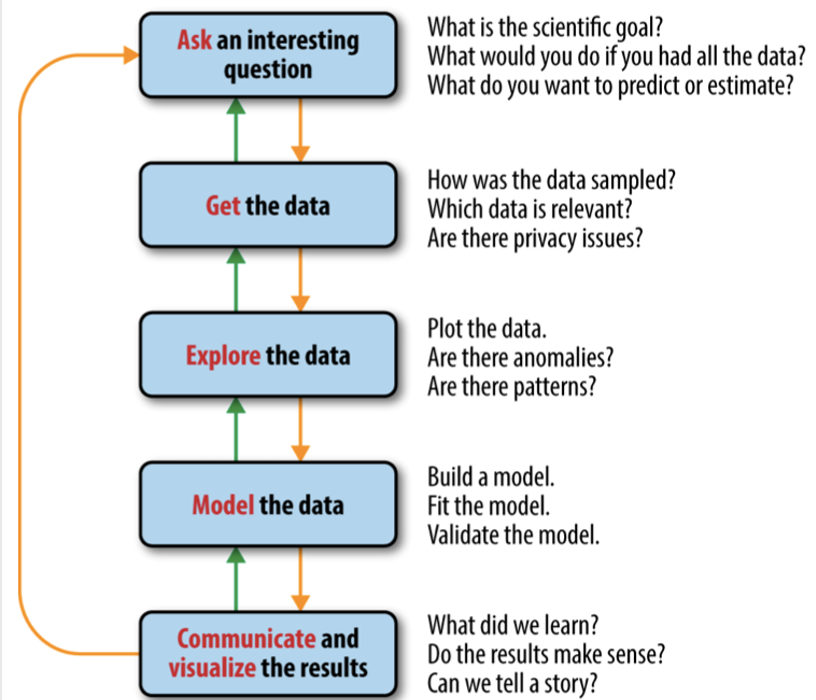 Ask an interesting
question
What is the scientific goal?
What would you do if you had all the data?
What do you want to predict or estimate?
Get the data
How was the data sampled?
Which data is relevant?
Are there privacy issues?
Explore the data
Plot the data.
Are there anomalies?
Are there patterns?
Model the data
Build a model.
Fit the model.
Validate the model.
Communicate and
visualize the results
What did we learn?
Do the results make sense?
Can we tell a story?